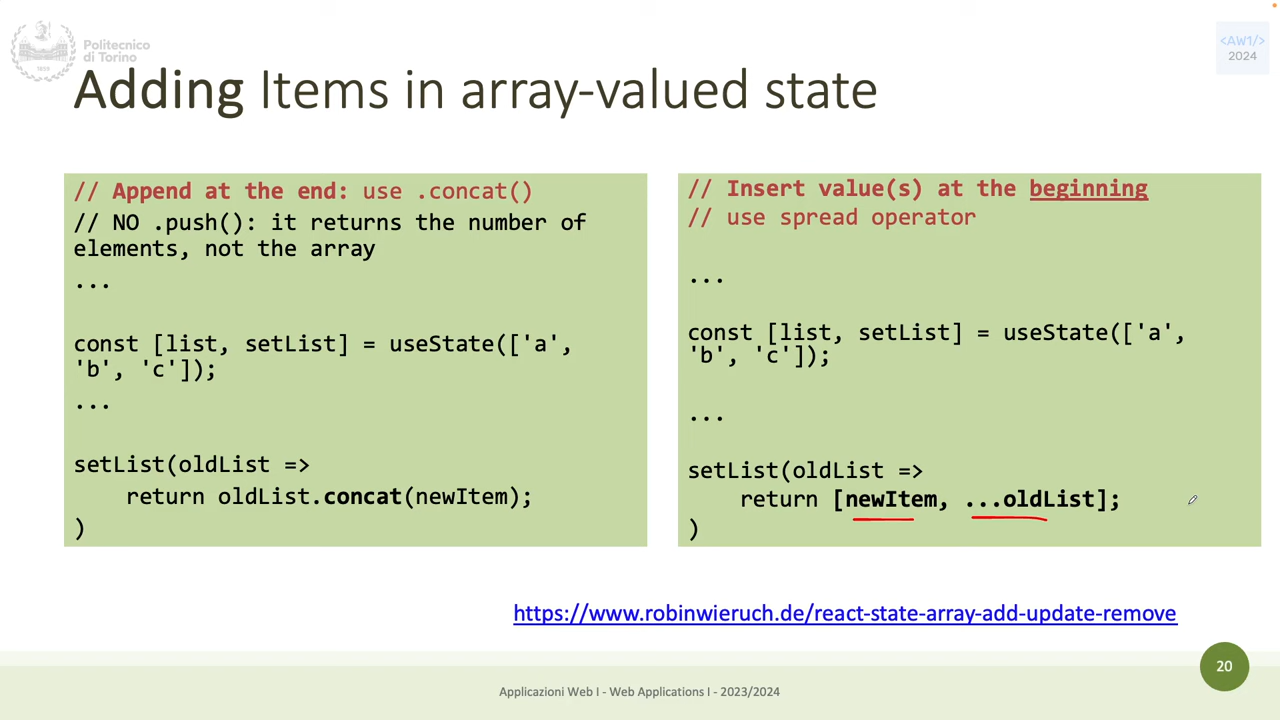 Politecnico
di Torino
1859
<AW1/>
2024
Adding Items in array-valued state
// Append at the end: use .concat()
// NO .push(): it returns the number of
elements, not the array
...
const [list, setList] = useState(['a',
'b', 'c']);
...
setList(oldList =>
return oldList.concat(newItem);
)
// Insert value(s) at the beginning
// use spread operator
...
const [list, setList] = useState(['a',
'b', 'c']);
...
setList(oldList =>
return [newItem, ...oldList];
)
https://www.robinwieruch.de/react-state-array-add-update-remove
20
Applicazioni Web I - Web Applications I - 2023/2024